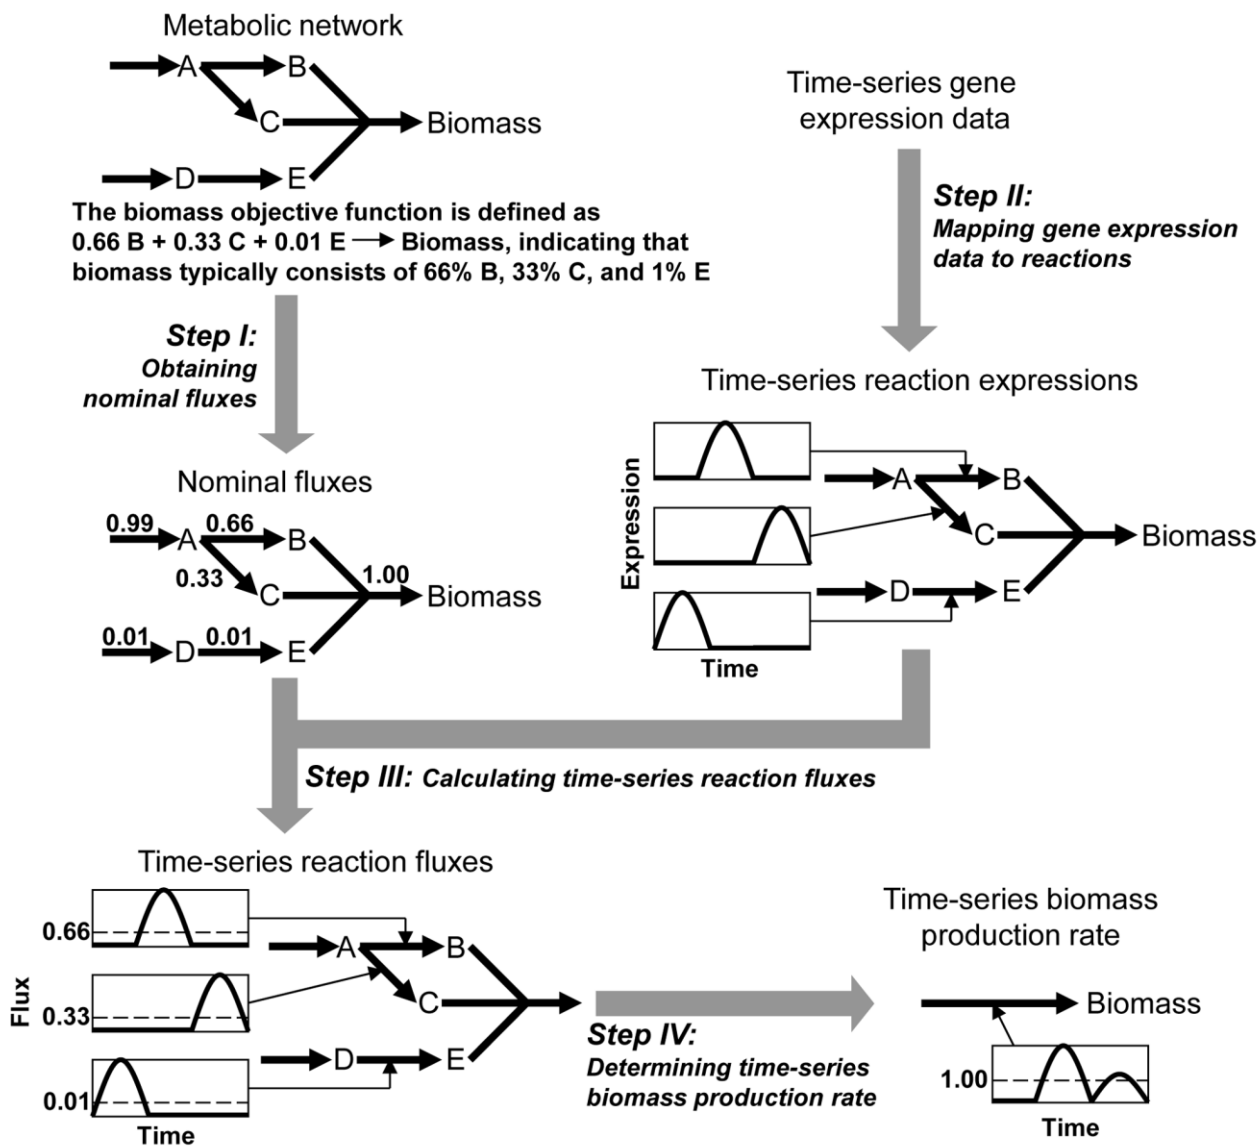 Metabolic network
A
B
C
Biomass
D
E
The biomass objective function is defined as
0.66 B + 0.33 C + 0.01 E → Biomass, indicating that
biomass typically consists of 66% B, 33% C, and 1% E
Time-series gene
expression data
Step I:
Obtaining
nominal fluxes
Step II:
Mapping gene expression
data to reactions
Nominal fluxes
0.99
A
0.66
B
0.33
C
1.00
Biomass
0.01
D
0.01
E
Time-series reaction expressions
Expression
Time
A
B
C
Biomass
D
E
Step III: Calculating time-series reaction fluxes
Time-series reaction fluxes
Flux
0.66
0.33
0.01
Time
A
B
C
D
E
Step IV:
Determining time-series
biomass production rate
Time-series biomass
production rate
Biomass
1.00
Time